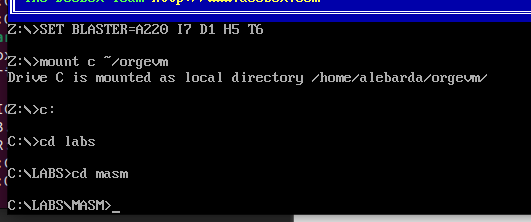 Z:\>SET BLASTER=A220 I7 D1 H5 T6
Z:\>mount c ~/orgevm
Drive C is mounted as local directory /home/alebarda/orgevm/
Z:\>c:
C:\>cd labs
C:\LABS>cd masm
C:\LABS\MASM>_